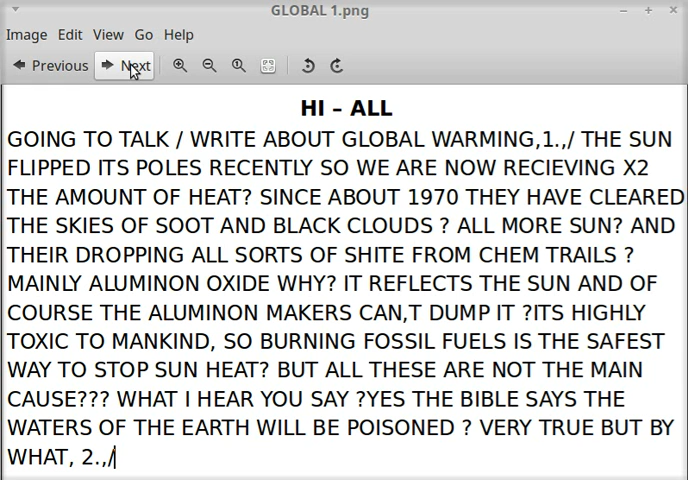 GLOBAL 1.png
Image Edit View Go Help
Previous Next
HI – ALL
GOING TO TALK / WRITE ABOUT GLOBAL WARMING,1.,/ THE SUN
FLIPPED ITS POLES RECENTLY SO WE ARE NOW RECIEVING X2
THE AMOUNT OF HEAT? SINCE ABOUT 1970 THEY HAVE CLEARED
THE SKIES OF SOOT AND BLACK CLOUDS ? ALL MORE SUN? AND
THEIR DROPPING ALL SORTS OF SHITE FROM CHEM TRAILS ?
MAINLY ALUMINON OXIDE WHY? IT REFLECTS THE SUN AND OF
COURSE THE ALUMINON MAKERS CAN,T DUMP IT ?ITS HIGHLY
TOXIC TO MANKIND, SO BURNING FOSSIL FUELS IS THE SAFEST
WAY TO STOP SUN HEAT? BUT ALL THESE ARE NOT THE MAIN
CAUSE??? WHAT I HEAR YOU SAY ?YES THE BIBLE SAYS THE
WATERS OF THE EARTH WILL BE POISONED ? VERY TRUE BUT BY
WHAT, 2.,/